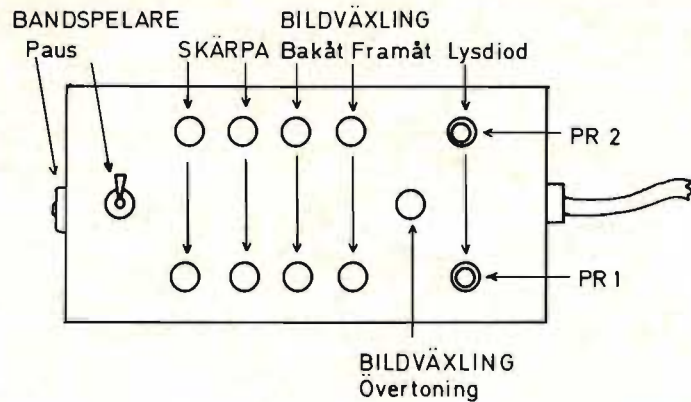 BANDSPELARE
Paus
BILDVÄXLING
SKÄRPA Bakåt Framåt Lysdiod
PR 2
PR 1
BILDVÄXLING
Övertoning